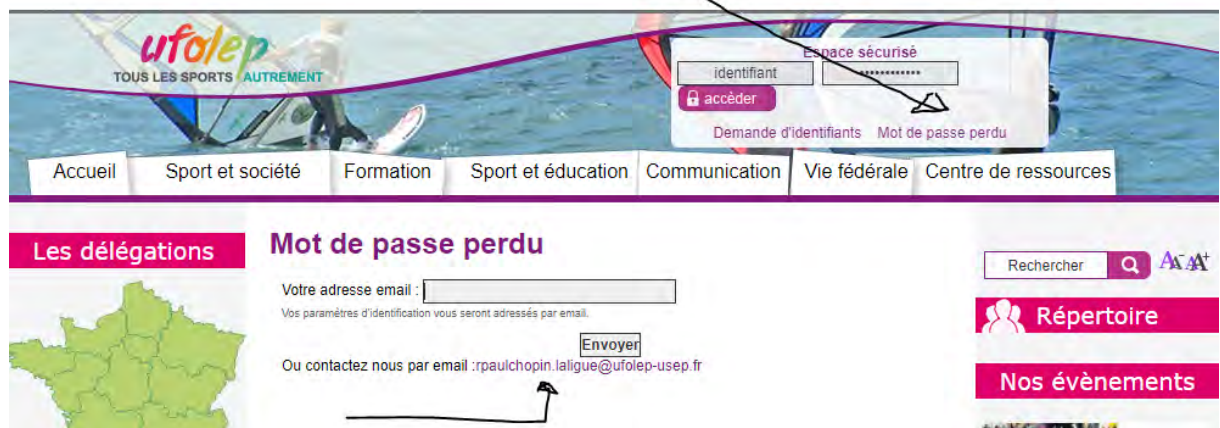 ufolep
TOUS LES SPORTS AUTREMENT
Espace sécurisé
identifiant ************
accèder
Demande d'identifiants Mot de passe perdu
Accueil Sport et société Formation Sport et éducation Communication Vie fédérale Centre de ressources
Les délégations
Mot de passe perdu
Votre adresse email :
Vos paramètres d'identification vous seront adressés par email.
Envoyer
Ou contactez nous par email :rpaulchopin.laligue@ufolep-usep.fr
Rechercher AA- AA+
Répertoire
Nos évènements